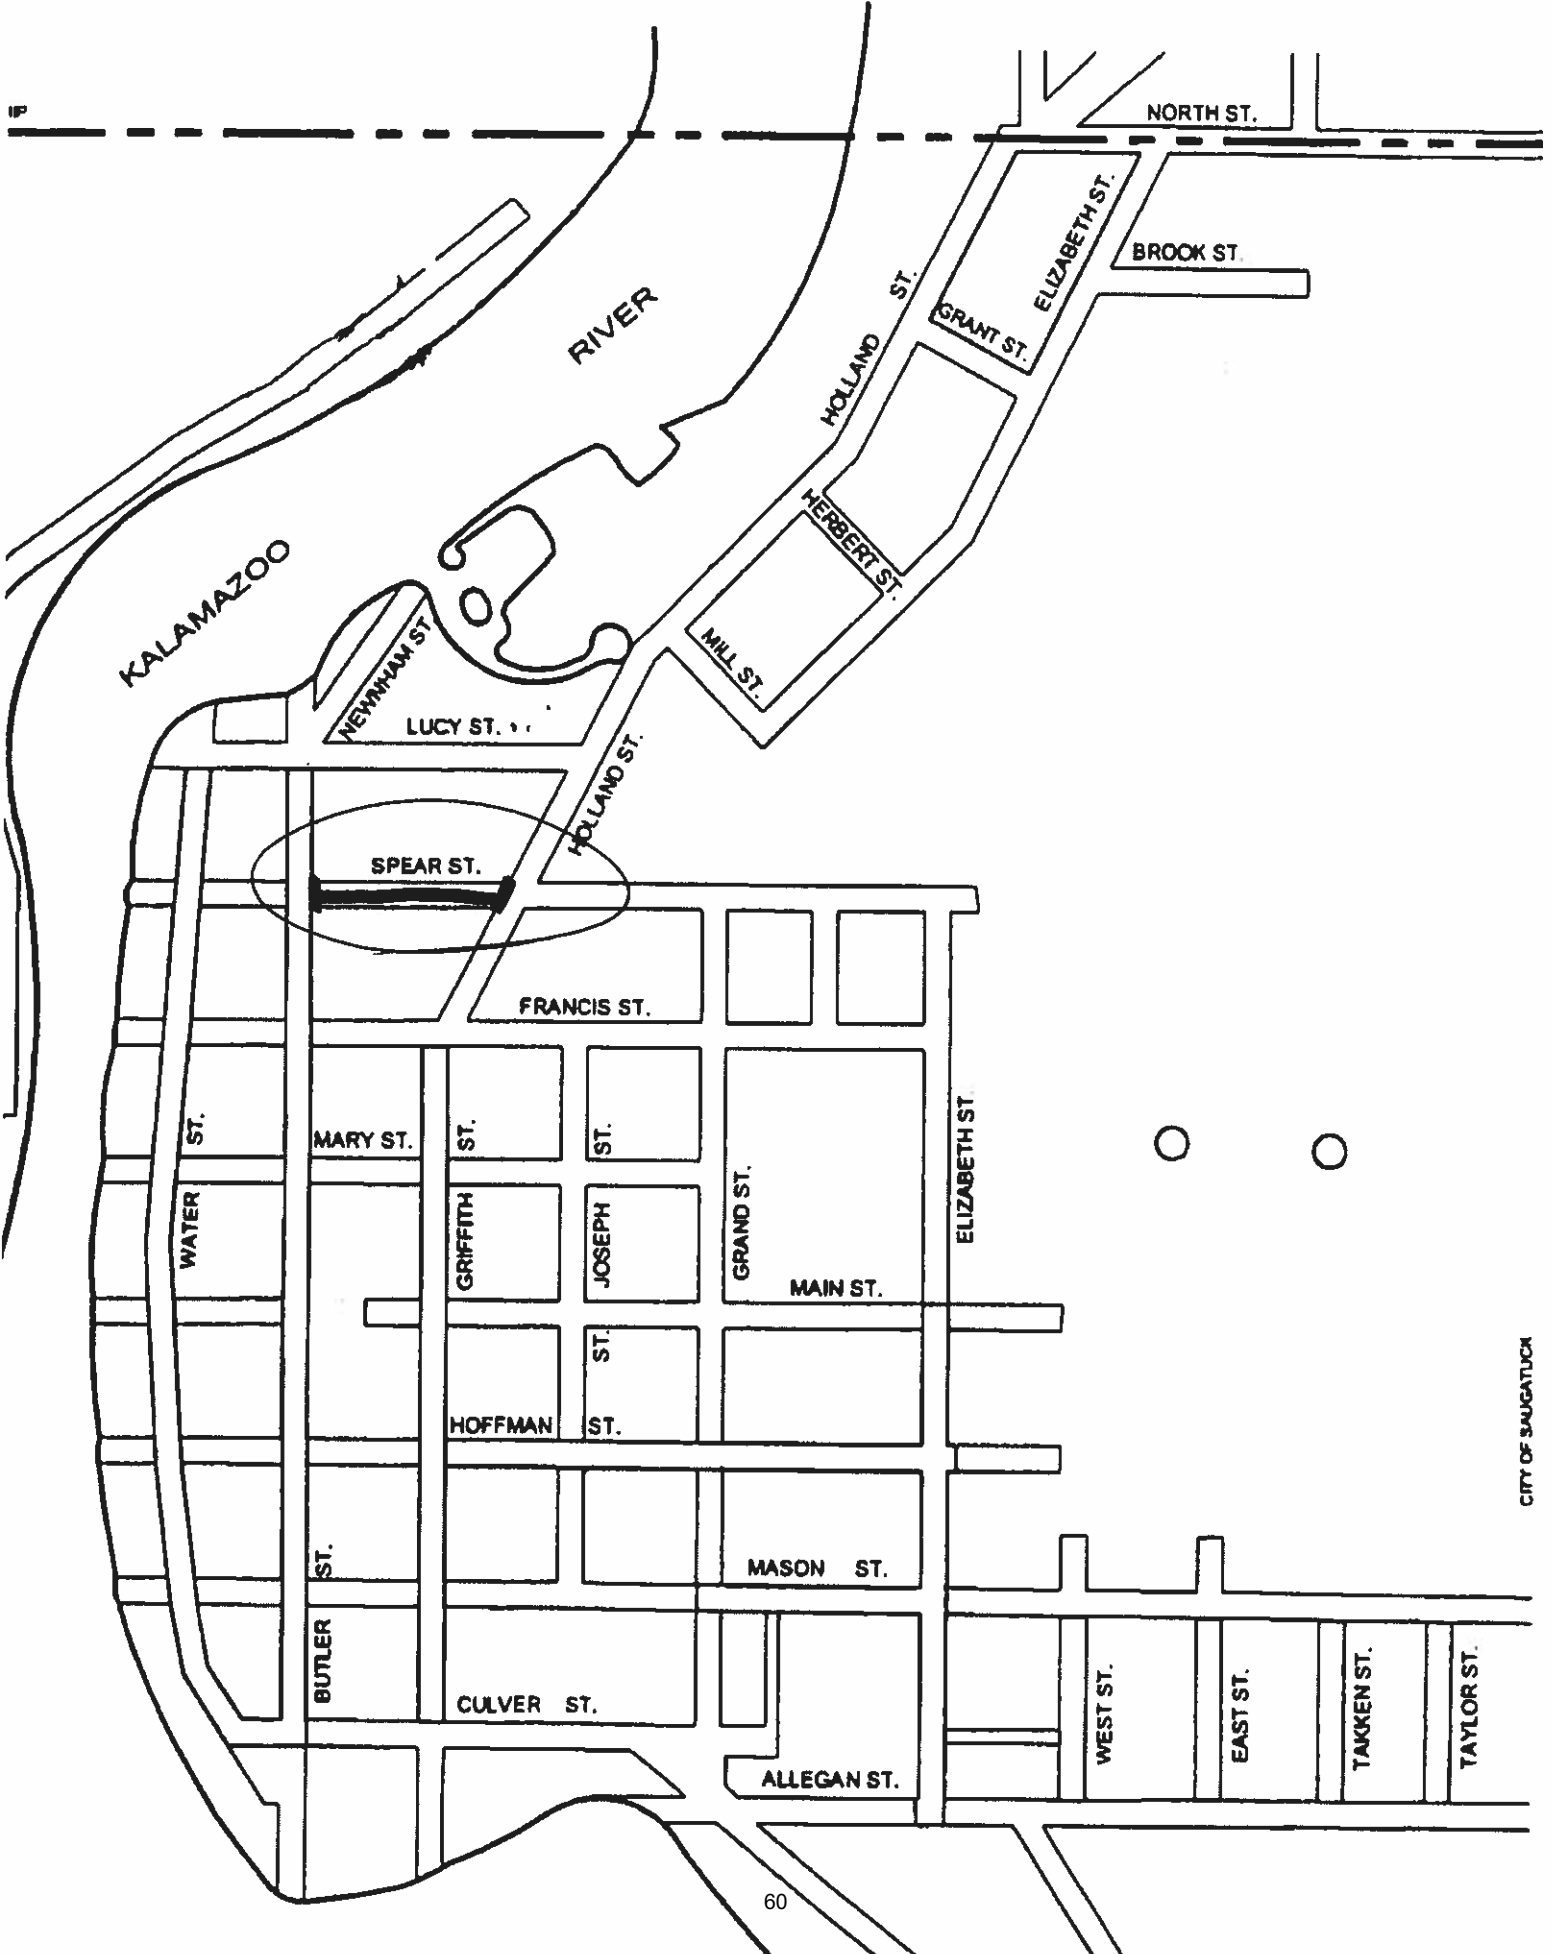 NORTH ST.
ELIZABETH ST.
BROOK ST.
RIVER
HOLLAND ST.
GRANT ST.
HERBERT ST.
KALAMAZOO
MILL ST.
NEWNHAM ST.
LUCY ST.
HOLLAND ST.
SPEAR ST.
FRANCIS ST.
WATER ST.
MARY ST.
GRIFFITH ST.
JOSEPH ST.
GRAND ST.
ELIZABETH ST.
MAIN ST.
ST.
HOFFMAN ST.
CITY OF SAUGATUCK
BUTLER ST.
MASON ST.
CULVER ST.
WEST ST.
EAST ST.
TAKKEN ST.
TAYLOR ST.
ALLEGAN ST.
60